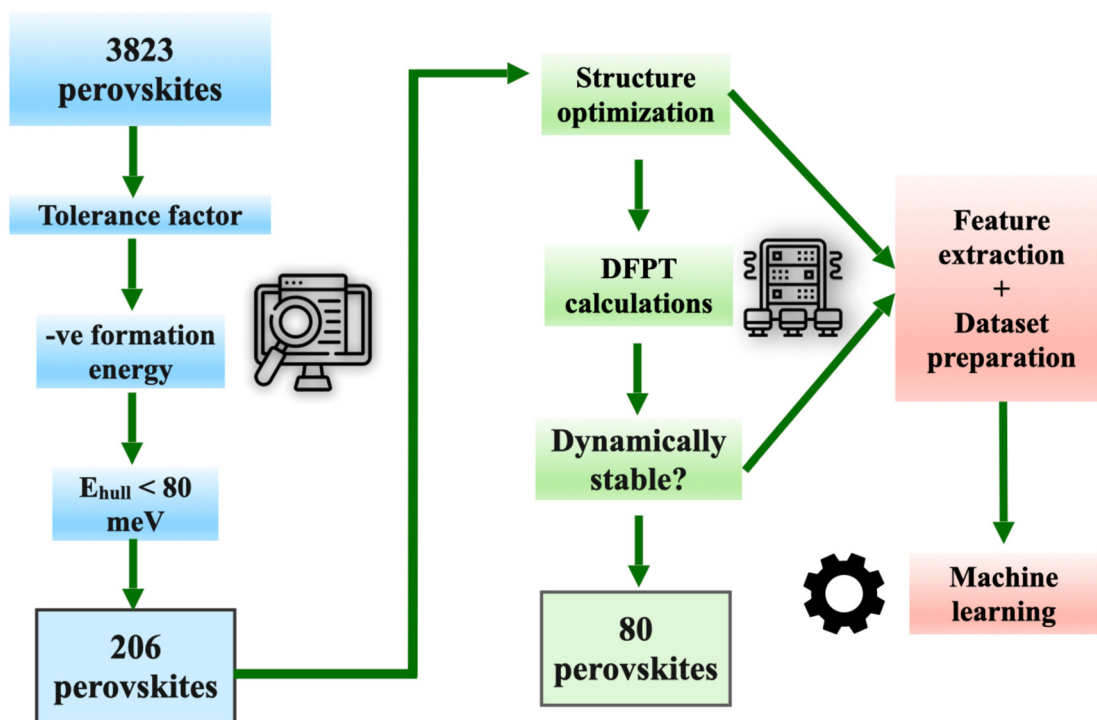 3823
perovskites
Tolerance factor
-ve formation
energy
Ehull < 80
meV
206
perovskites
Structure
optimization
DFPT
calculations
Dynamically
stable?
80
perovskites
Feature
extraction
+
Dataset
preparation
Machine
learning